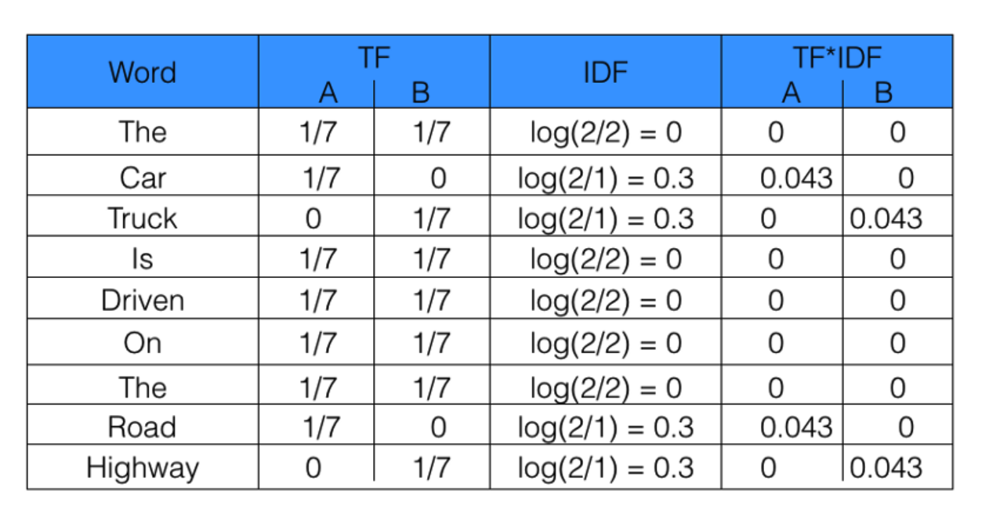 Word TF IDF TF*IDF
A B A B
The 1/7 1/7 log(2/2) = 0 0 0
Car 1/7 0 log(2/1) = 0.3 0.043 0
Truck 0 1/7 log(2/1) = 0.3 0 0.043
Is 1/7 1/7 log(2/2) = 0 0 0
Driven 1/7 1/7 log(2/2) = 0 0 0
On 1/7 1/7 log(2/2) = 0 0 0
The 1/7 1/7 log(2/2) = 0 0 0
Road 1/7 0 log(2/1) = 0.3 0.043 0
Highway 0 1/7 log(2/1) = 0.3 0 0.043